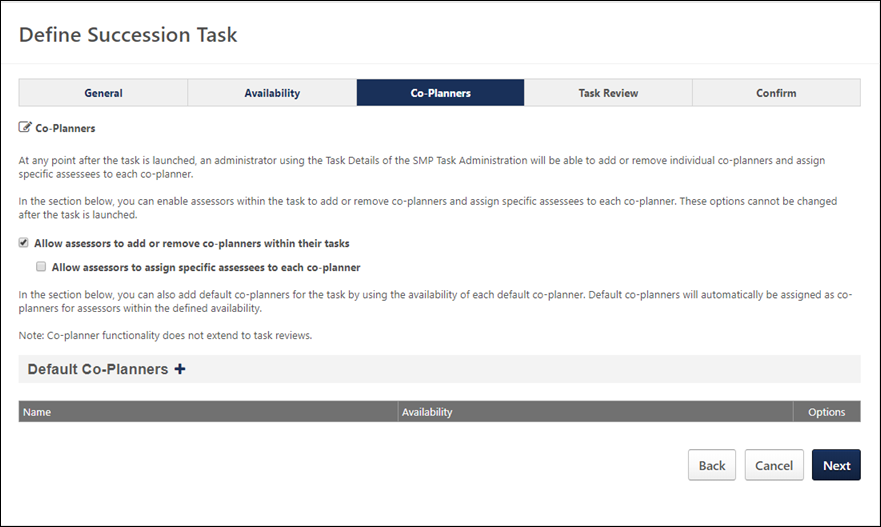 Define Succession Task
General Availability Co-Planners Task Review Confirm
Co-Planners
At any point after the task is launched, an administrator using the Task Details of the SMP Task Administration will be able to add or remove individual co-planners and assign
specific assessees to each co-planner.
In the section below, you can enable assessors within the task to add or remove co-planners and assign specific assessees to each co-planner. These options cannot be changed
after the task is launched.
Allow assessors to add or remove co-planners within their tasks
Allow assessors to assign specific assessees to each co-planner
In the section below, you can also add default co-planners for the task by using the availability of each default co-planner. Default co-planners will automatically be assigned as co-
planners for assessors within the defined availability.
Note: Co-planner functionality does not extend to task reviews.
Default Co-Planners +
Name Availability Options
Back Cancel Next